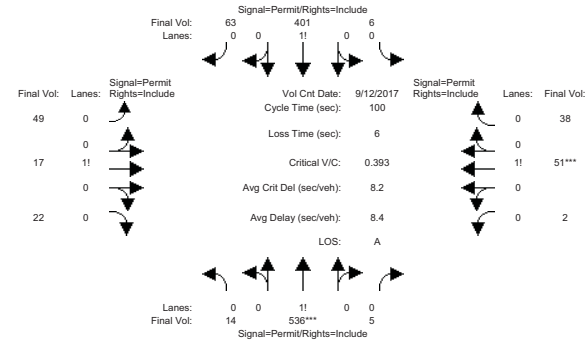 Signal=Permit/Rights=Include
Final Vol: 63 401 6
Lanes: 0 0 1! 0 0
Signal=Permit
Final Vol: Lanes: Rights=Include
Vol Cnt Date: 9/12/2017
Signal=Permit
Rights=Include Lanes: Final Vol:
Cycle Time (sec): 100
49 0
0 38
Loss Time (sec): 6
0
0
17 1!
Critical V/C: 0.393
1! 51***
0
Avg Crit Del (sec/veh): 8.2
0
22 0
Avg Delay (sec/veh): 8.4
0 2
LOS: A
Lanes: 0 0 1! 0 0
Final Vol: 14 536*** 5
Signal=Permit/Rights=Include